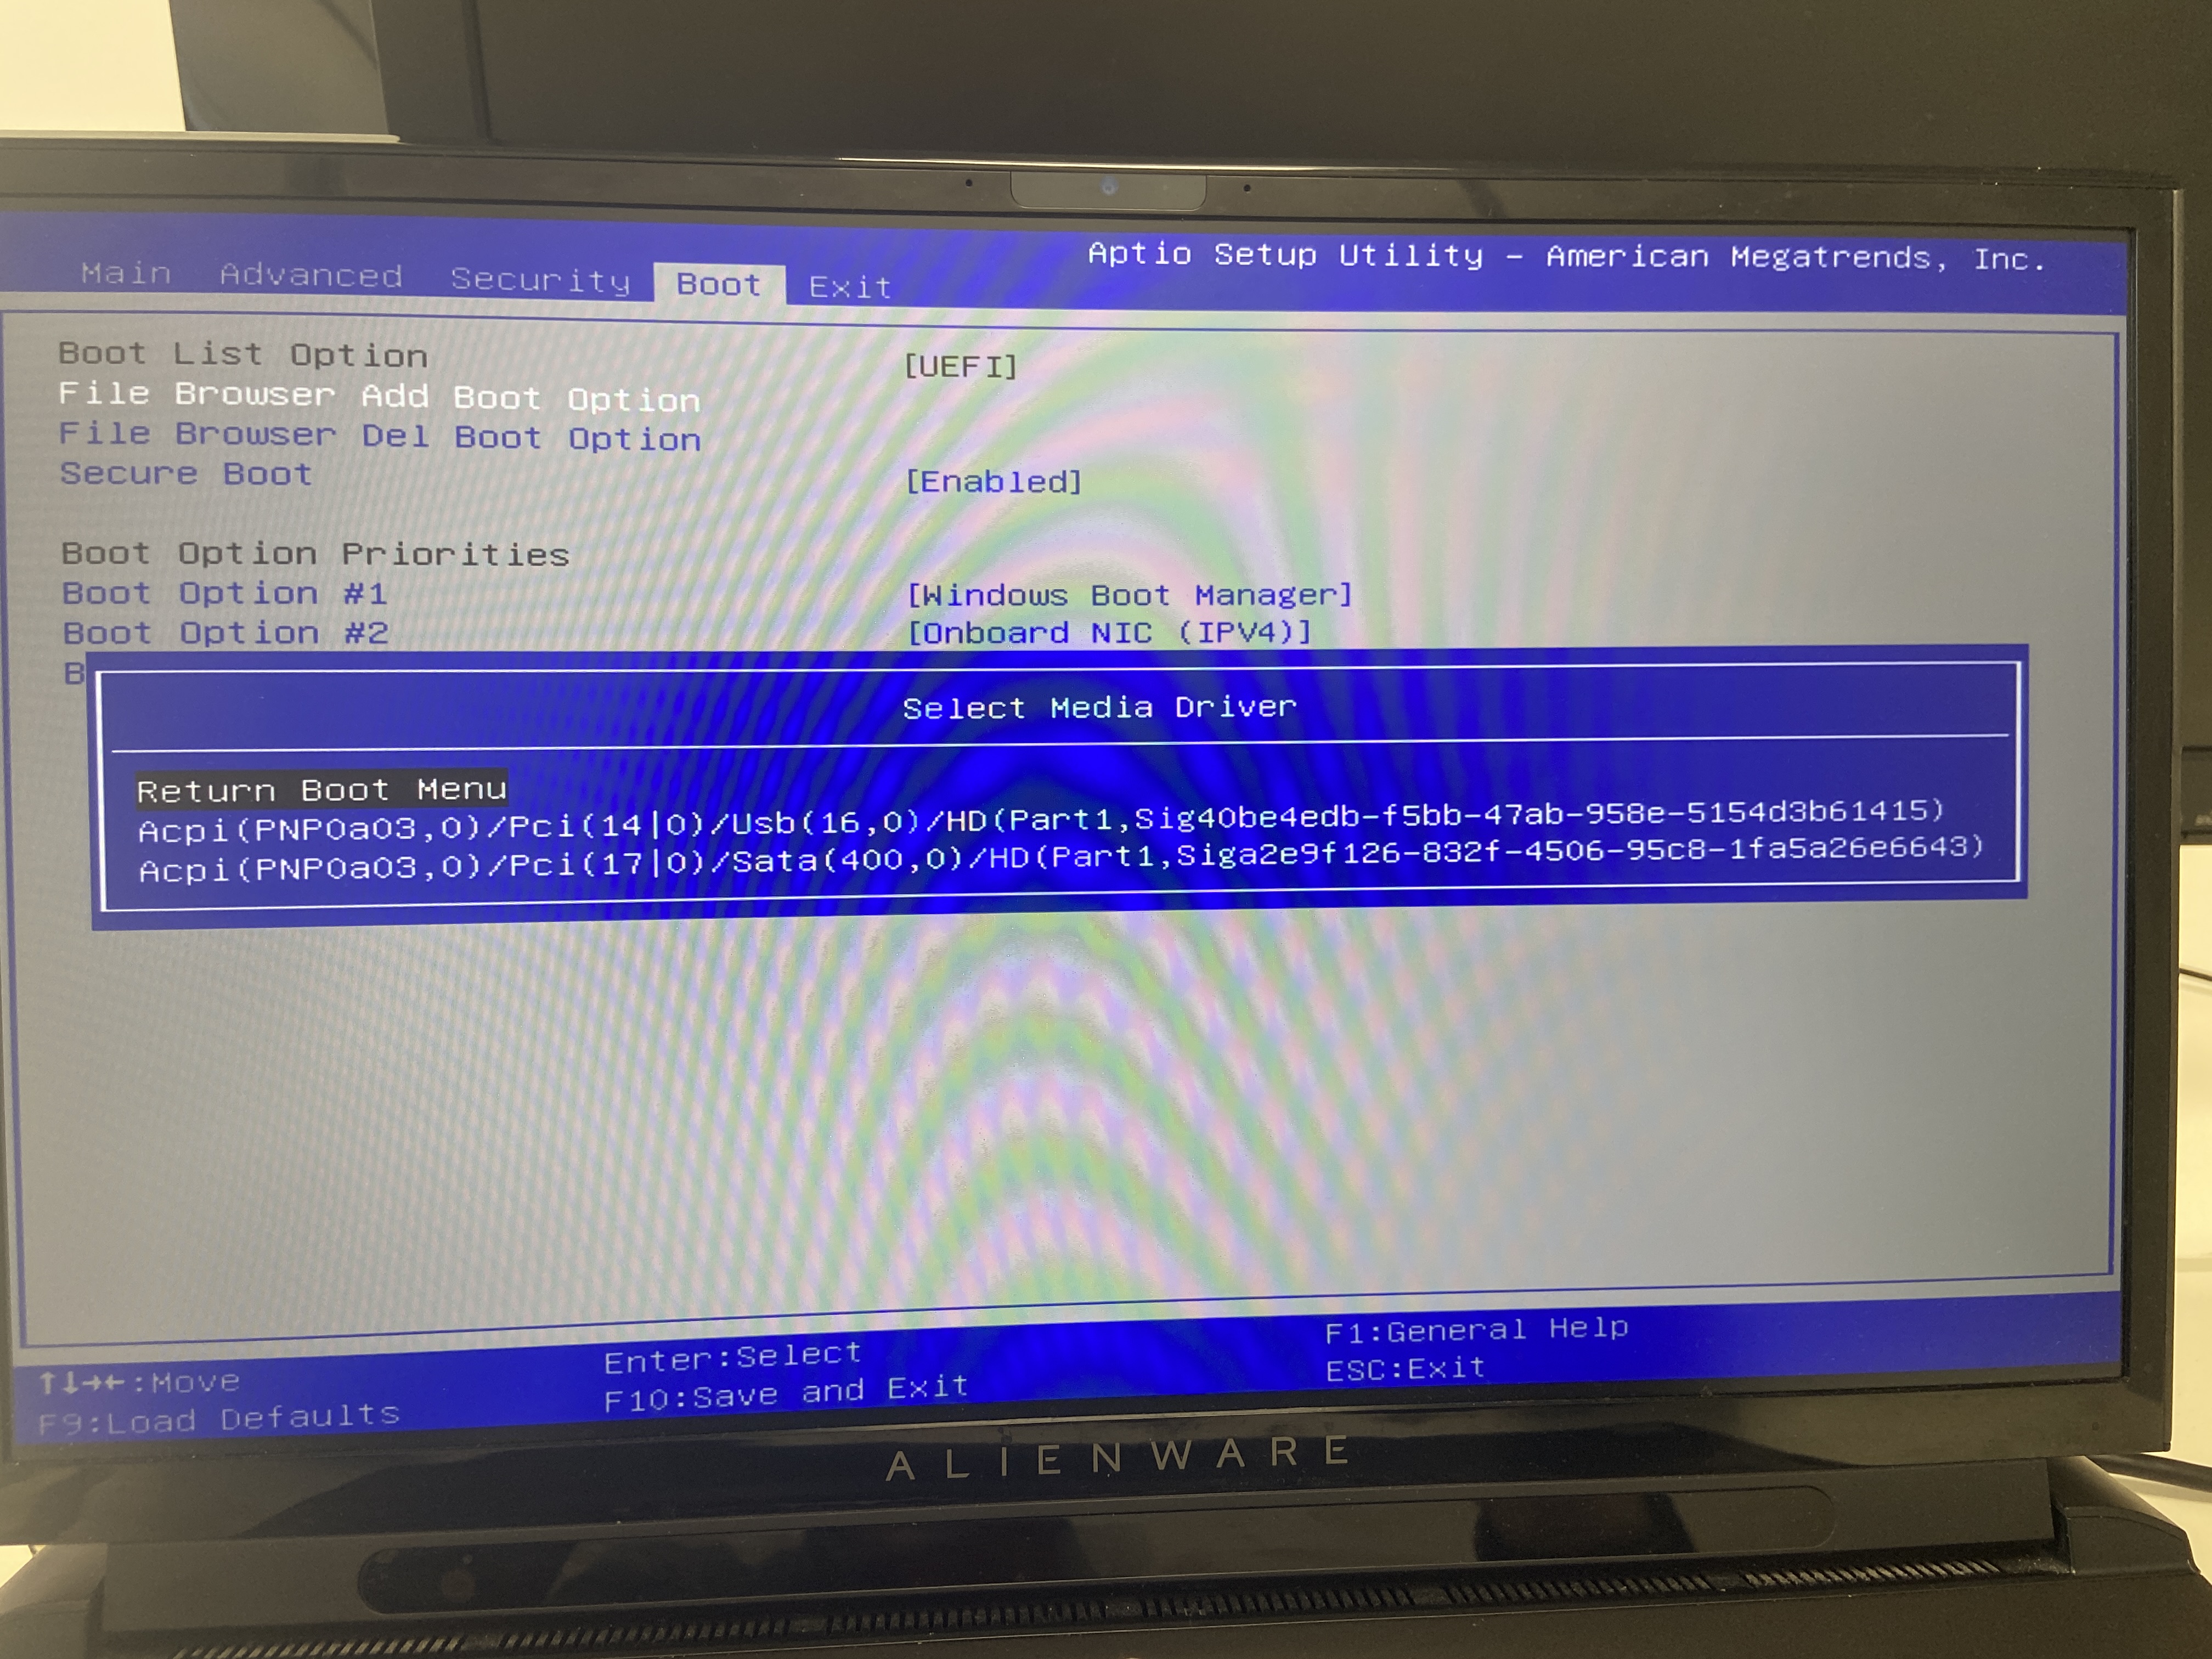 Aptio Setup Utility - American Megatrends, Inc.
Main Advanced Security Boot Exit
Boot List Option [UEFI]
File Browser Add Boot Option
File Browser Del Boot Option
Secure Boot [Enabled]
Boot Option Priorities
Boot Option #1 [Windows Boot Manager]
Boot Option #2 [Onboard NIC (IPV4)]
B
Select Media Driver
Return Boot Menu
Acpi(PNP0a03,0)/Pci(14|0)/Usb(16,0)/HD(Part1,Sig40be4edb-f5bb-47ab-958e-5154d3b61415)
Acpi(PNP0a03,0)/Pci(17|0)/Sata(400,0)/HD(Part1,Siga2e9f126-832f-4506-95c8-1fa5a26e6643)
↑↓→←:Move Enter:Select F1:General Help
F9:Load Defaults F10:Save and Exit ESC:Exit
ALIENWARE